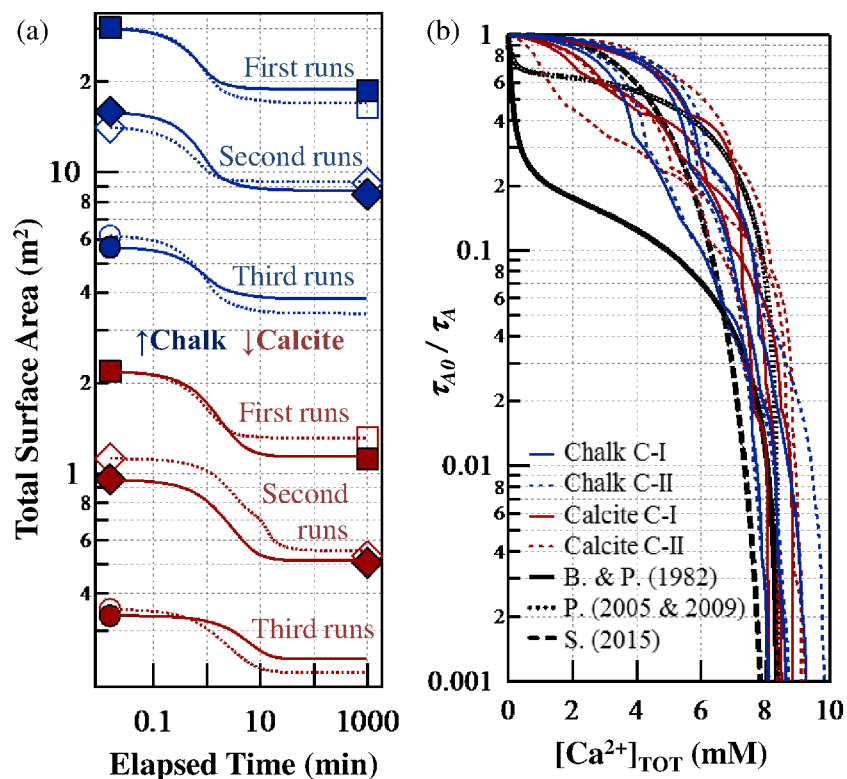 (a)
Total Surface Area (m²)
2
10
8
6
4
2
1
8
6
4
First runs
Second runs
Third runs
↑Chalk ↓Calcite
First runs
Second
runs
Third runs
0.1 10 1000
Elapsed Time (min)
(b)
τA0 / τA
1
8
6
4
2
0.1
8
6
4
2
0.01
8
6
4
2
0.001
Chalk C-I
Chalk C-II
Calcite C-I
Calcite C-II
B. & P. (1982)
P. (2005 & 2009)
S. (2015)
0 2 4 6 8 10
[Ca²⁺]TOT (mM)